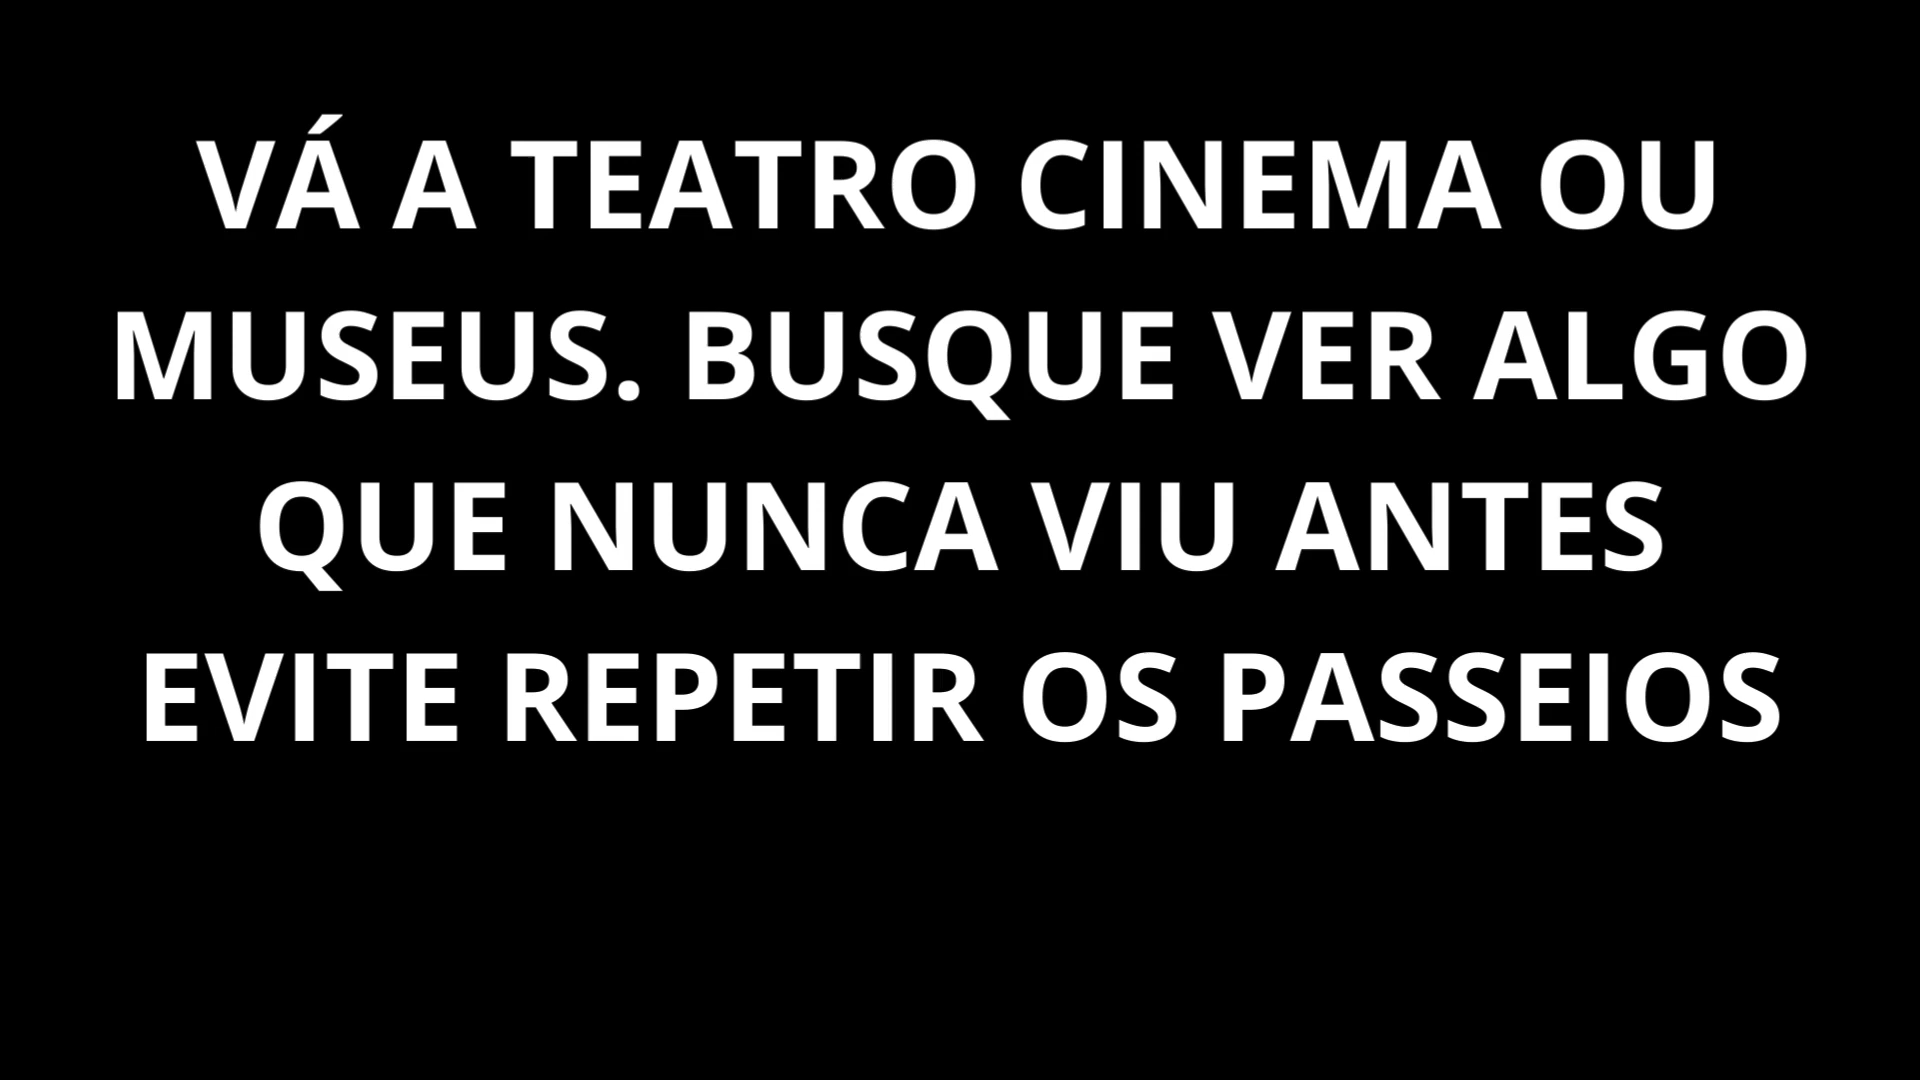 VÁ A TEATRO CINEMA OU
MUSEUS. BUSQUE VER ALGO
QUE NUNCA VIU ANTES
EVITE REPETIR OS PASSEIOS